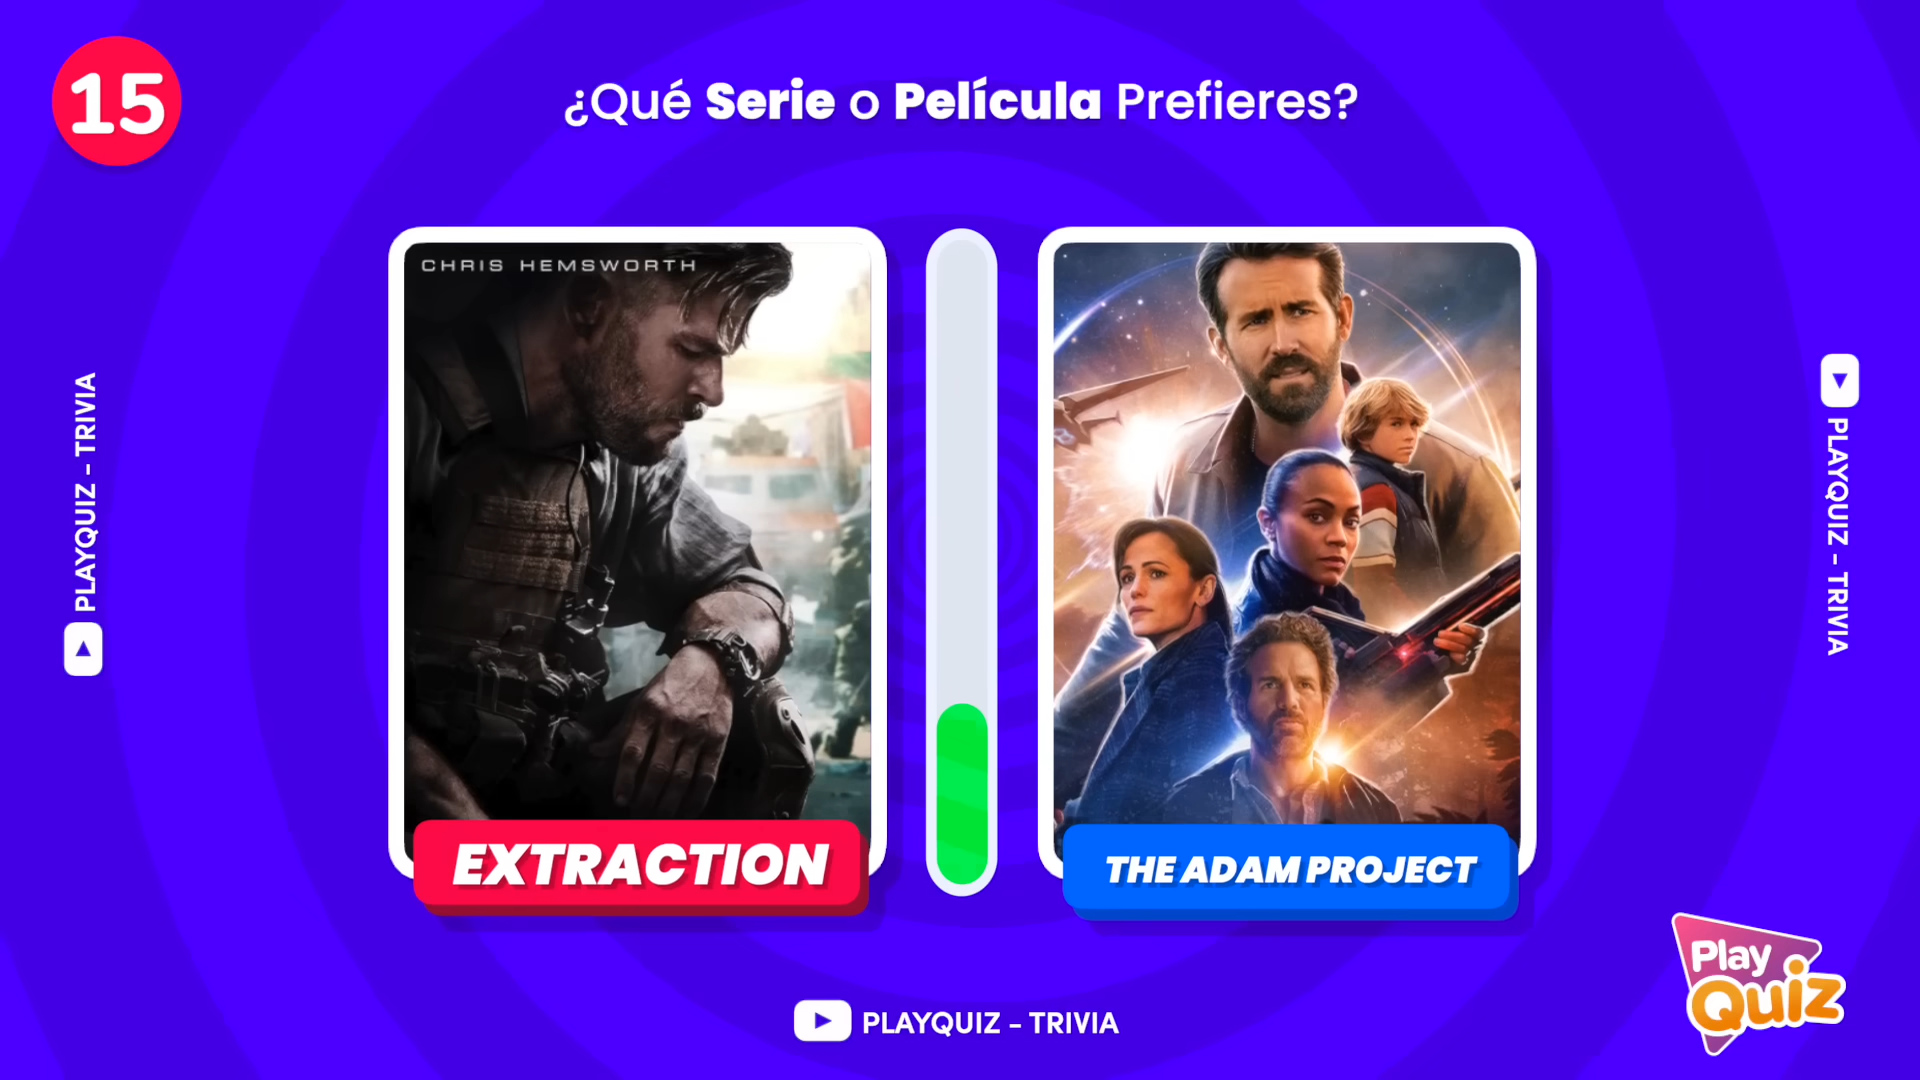 15
¿Qué Serie o Película Prefieres?
CHRIS HEMSWORTH
EXTRACTION
THE ADAM PROJECT
PLAYQUIZ - TRIVIA
PLAYQUIZ - TRIVIA
PLAYQUIZ - TRIVIA
Play
Quiz